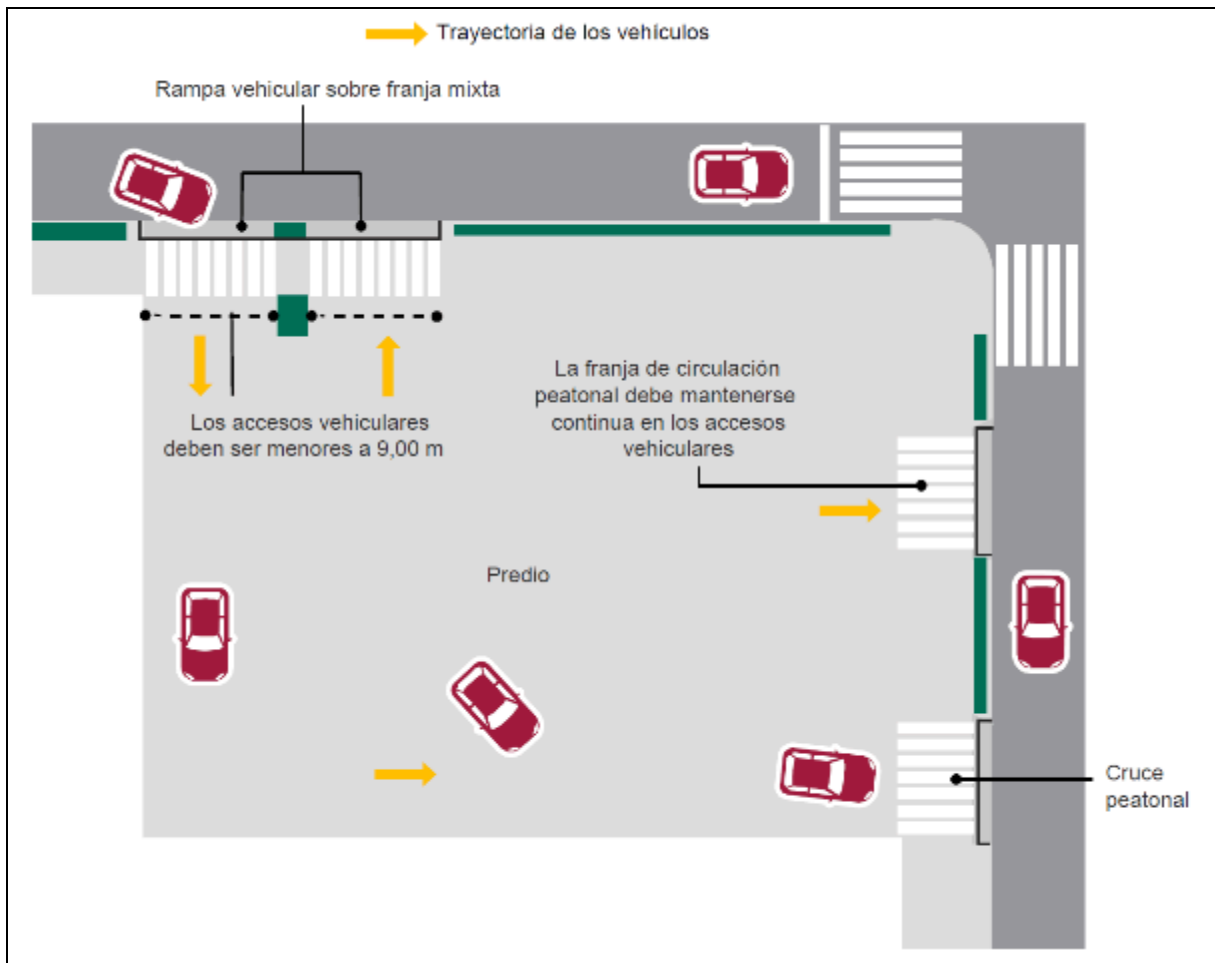 Trayectoria de los vehículos
Rampa vehicular sobre franja mixta
La franja de circulación
peatonal debe mantenerse
continua en los accesos
vehiculares
Los accesos vehiculares
deben ser menores a 9,00 m
Predio
Cruce
peatonal